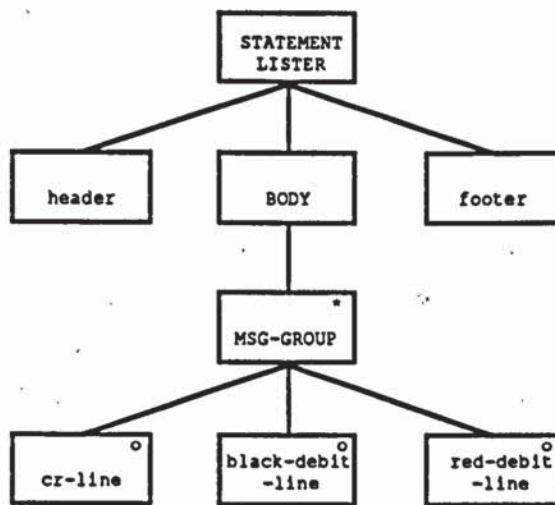 STATEMENT
LISTER
header
BODY
footer
*
MSG-GROUP
o
cr-line
o
black-debit
-line
o
red-debit
-line